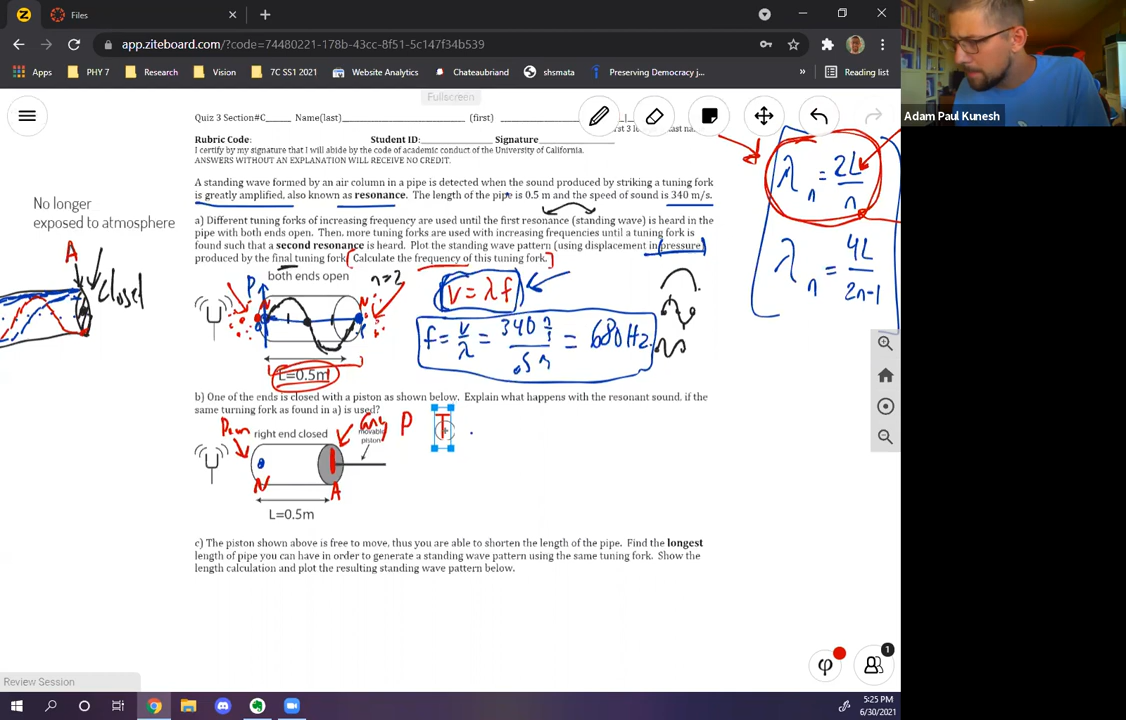 Files
app.ziteboard.com/?code=74480221-178b-43cc-8f51-5c147f34b539
Apps PHY 7 Research Vision 7C SS1 2021 Website Analytics Chateaubriand shsmata Preserving Democracy j... » Reading list
Fullscreen
Adam Paul Kunesh
Quiz 3 Section#C_____ Name(last)____________________ (first) ____________________
first 3 l
last na
Rubric Code: Student ID:__________ Signature______________
I certify by my signature that I will abide by the code of academic conduct of the University of California.
ANSWERS WITHOUT AN EXPLANATION WILL RECEIVE NO CREDIT.
A standing wave formed by an air column in a pipe is detected when the sound produced by striking a tuning fork
is greatly amplified, also known as resonance. The length of the pipe is 0.5 m and the speed of sound is 340 m/s.
a) Different tuning forks of increasing frequency are used until the first resonance (standing wave) is heard in the
pipe with both ends open. Then, more tuning forks are used with increasing frequencies until a tuning fork is
found such that a second resonance is heard. Plot the standing wave pattern (using displacement in pressure)
produced by the final tuning fork. [Calculate the frequency of this tuning fork.]
No longer
exposed to atmosphere
A
closed
both ends open
n=2
P
N
L=0.5m
v = λf
f = v/λ = 340 m/s / .5 m = 680 Hz.
λn = 2L/n
λn = 4L/2n-1
b) One of the ends is closed with a piston as shown below. Explain what happens with the resonant sound, if the
same turning fork as found in a) is used?
right end closed
any P
T
movable
piston
N
A
L=0.5m
c) The piston shown above is free to move, thus you are able to shorten the length of the pipe. Find the longest
length of pipe you can have in order to generate a standing wave pattern using the same tuning fork. Show the
length calculation and plot the resulting standing wave pattern below.
Review Session
φ
1
5:25 PM
6/30/2021